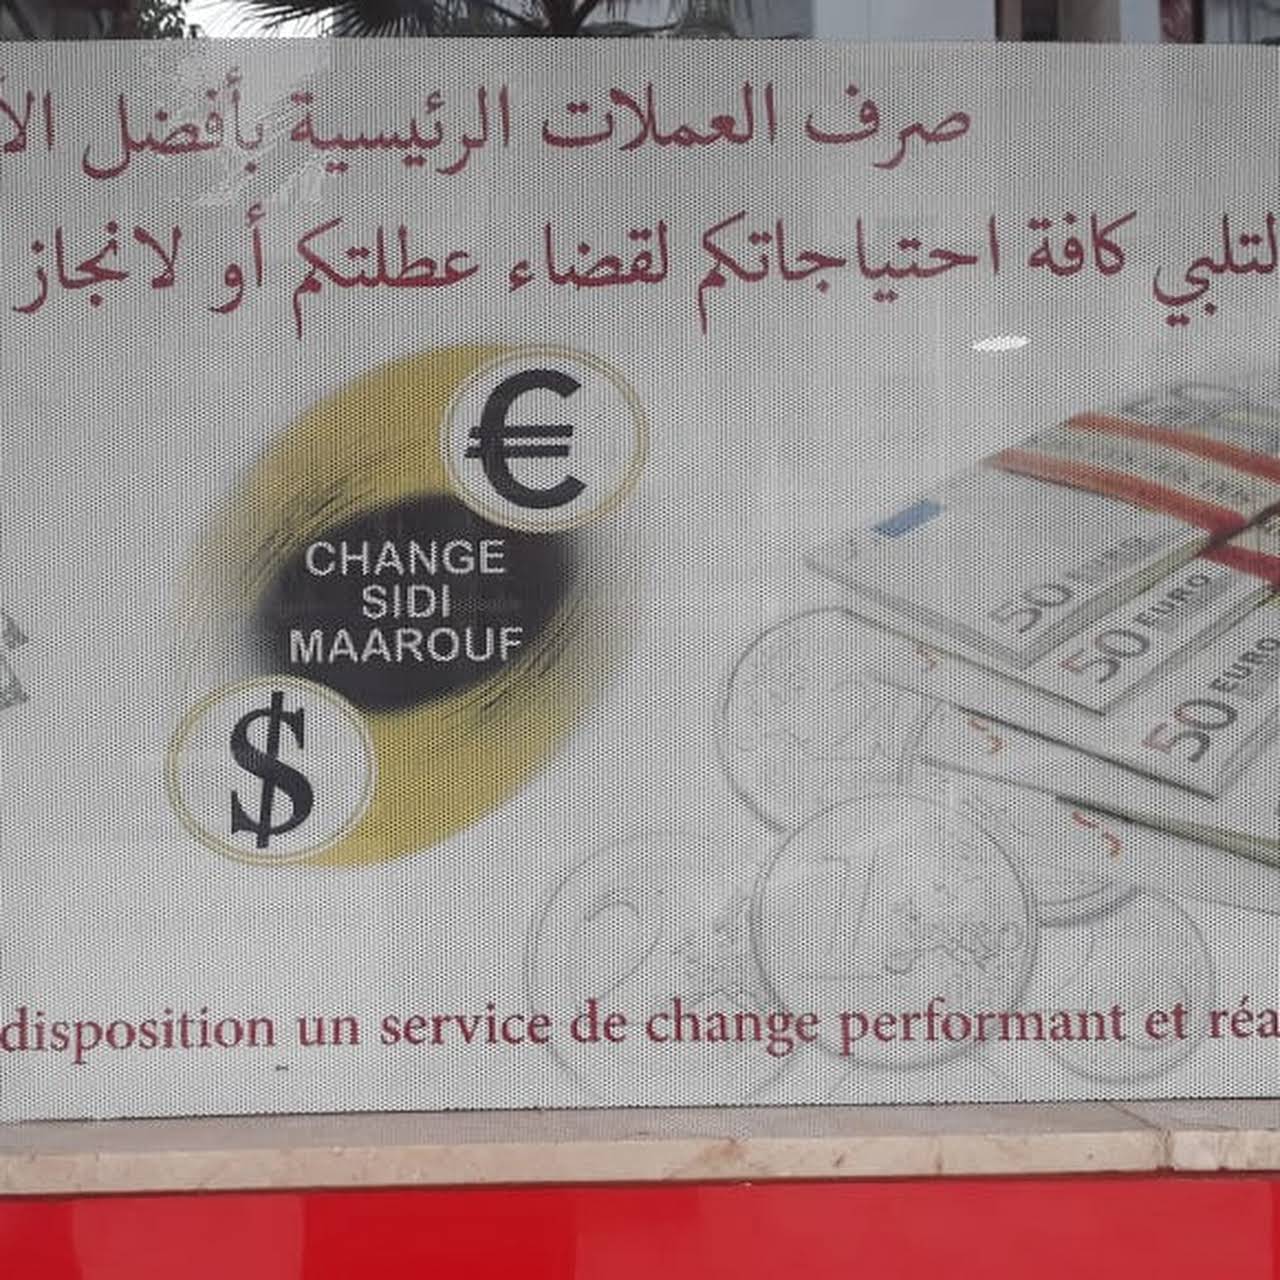 صرف العملات الرئيسية بأفضل
لتلبي كافة احتياجاتكم لقضاء عطلتكم أو لانجاز
€
CHANGE
SIDI
MAAROUF
$
50 EURO
50 EURO
50 EURO
disposition un service de change performant et réa